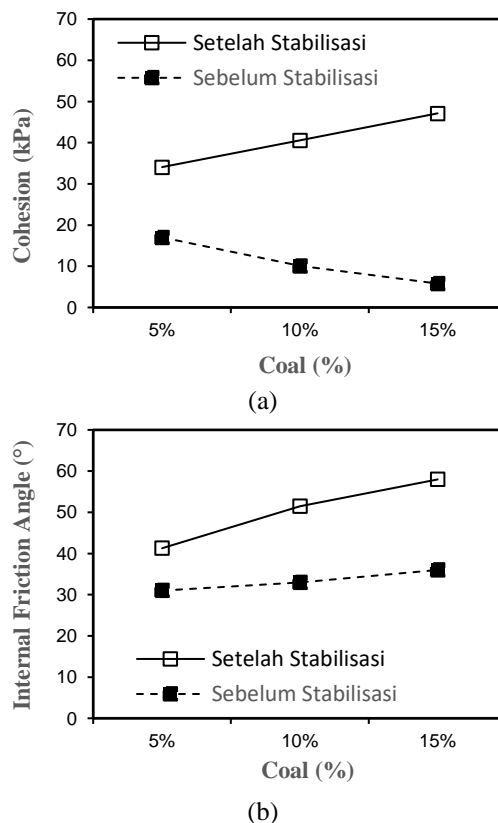 70
60
50
40
30
20
10
0
Cohesion (kPa)
Setelah Stabilisasi
Sebelum Stabilisasi
5% 10% 15%
Coal (%)
(a)
70
60
50
40
30
20
10
0
Internal Friction Angle (°)
Setelah Stabilisasi
Sebelum Stabilisasi
5% 10% 15%
Coal (%)
(b)